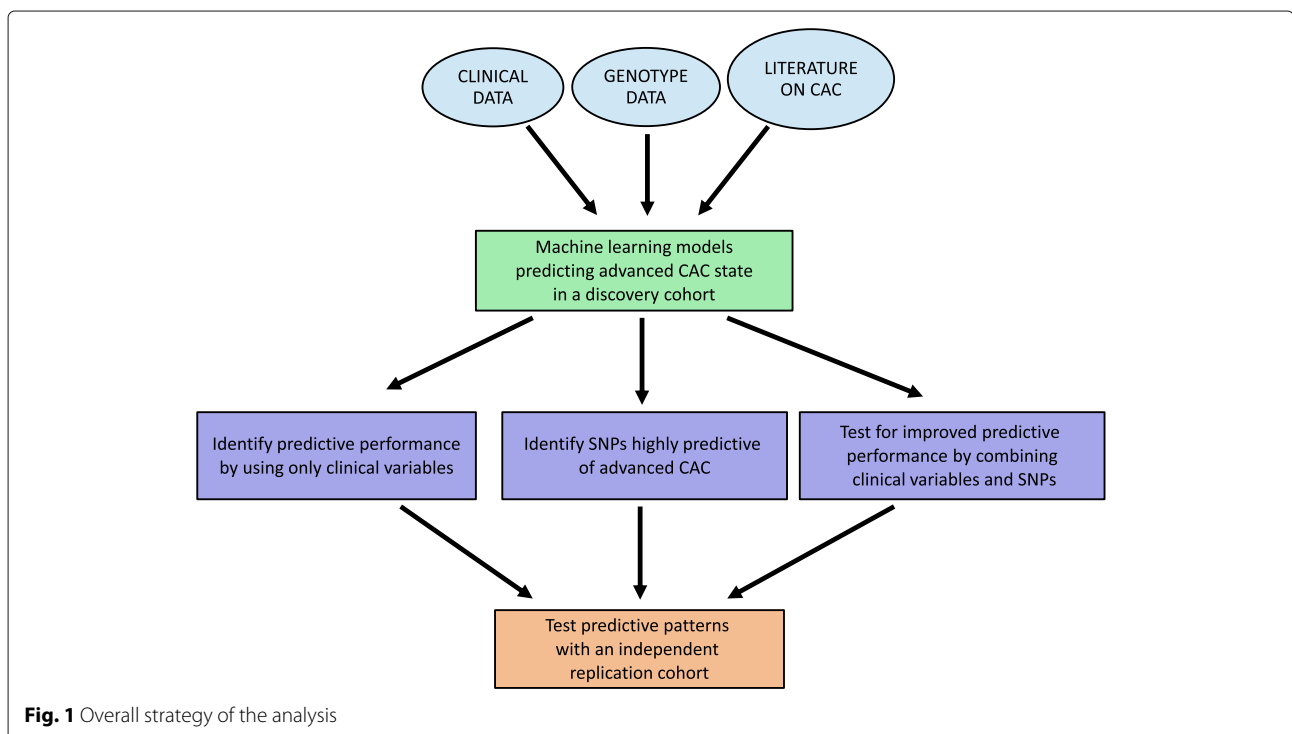 CLINICAL
DATA
GENOTYPE
DATA
LITERATURE
ON CAC
Machine learning models
predicting advanced CAC state
in a discovery cohort
Identify predictive performance
by using only clinical variables
Identify SNPs highly predictive
of advanced CAC
Test for improved predictive
performance by combining
clinical variables and SNPs
Test predictive patterns
with an independent
replication cohort
Fig. 1 Overall strategy of the analysis